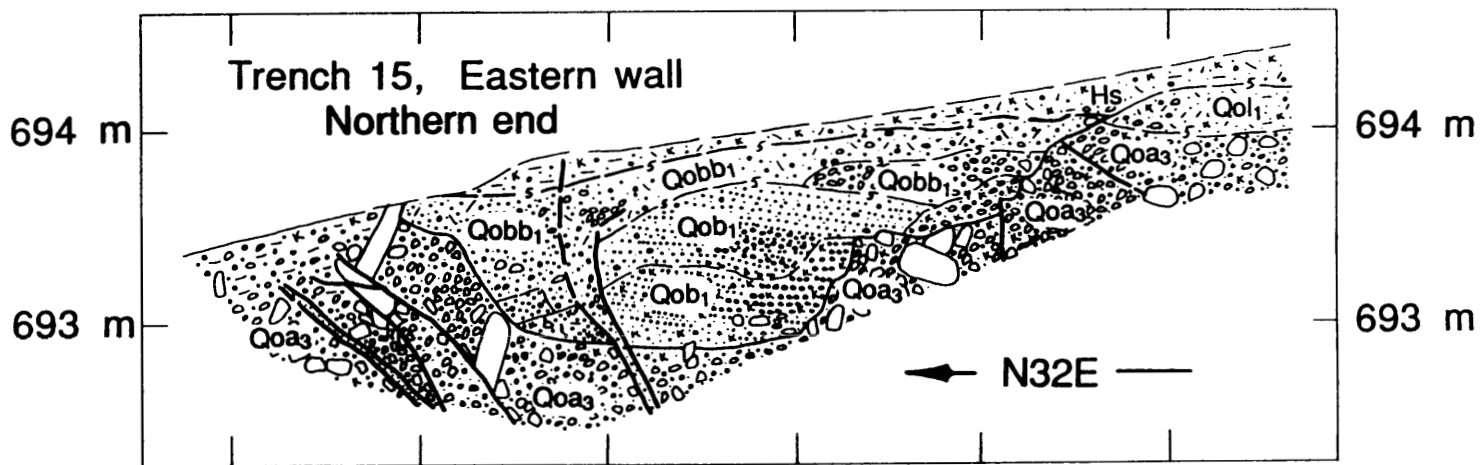 Trench 15, Eastern wall
Northern end
694 m
694 m
Hs
Qol₁
Qoa₃
Qobb₁
Qobb₁
Qoa₃
Qobb₁
Qob₁
Qob₁
Qoa₃
693 m
693 m
Qoa₃
N32E
Qoa₃